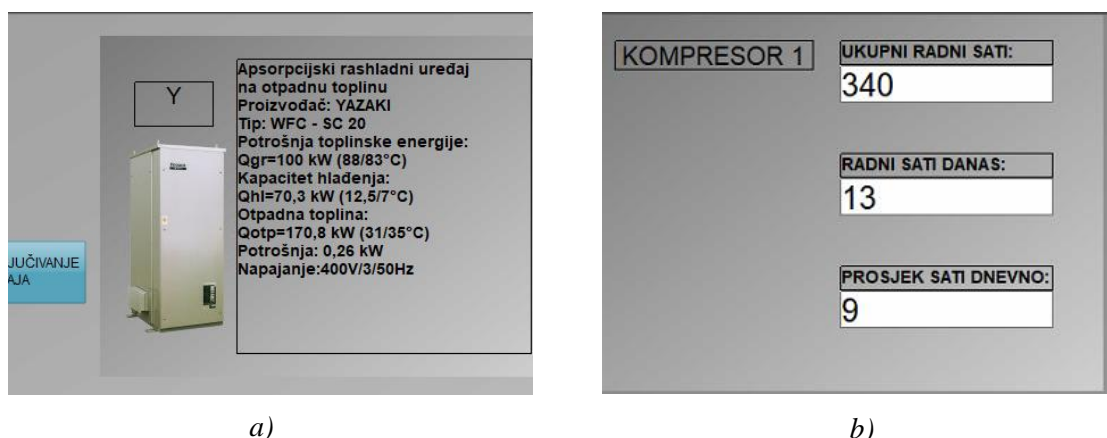 Y
Apsorpcijski rashladni uređaj
na otpadnu toplinu
Proizvođač: YAZAKI
Tip: WFC - SC 20
Potrošnja toplinske energije:
Qgr=100 kW (88/83°C)
Kapacitet hlađenja:
Qhl=70,3 kW (12,5/7°C)
Otpadna toplina:
Qotp=170,8 kW (31/35°C)
Potrošnja: 0,26 kW
Napajanje:400V/3/50Hz
JUČIVANJE
AJA
a)
KOMPRESOR 1
UKUPNI RADNI SATI:
340
RADNI SATI DANAS:
13
PROSJEK SATI DNEVNO:
9
b)